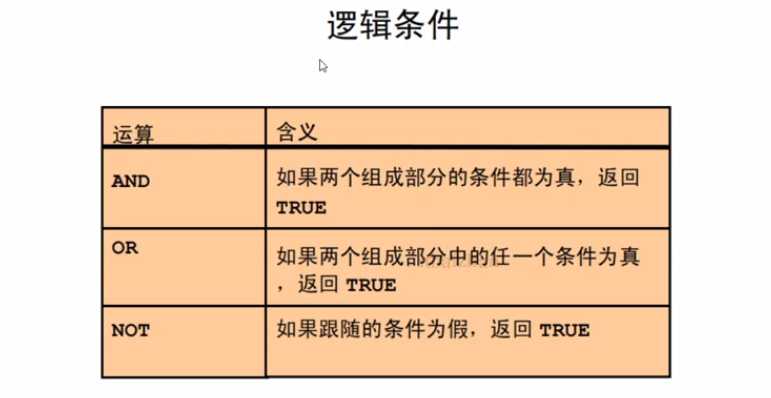 逻辑条件
运算
含义
AND
如果两个组成部分的条件都为真，返回
TRUE
OR
如果两个组成部分中的任一个条件为真
，返回 TRUE
NOT
如果跟随的条件为假，返回 TRUE